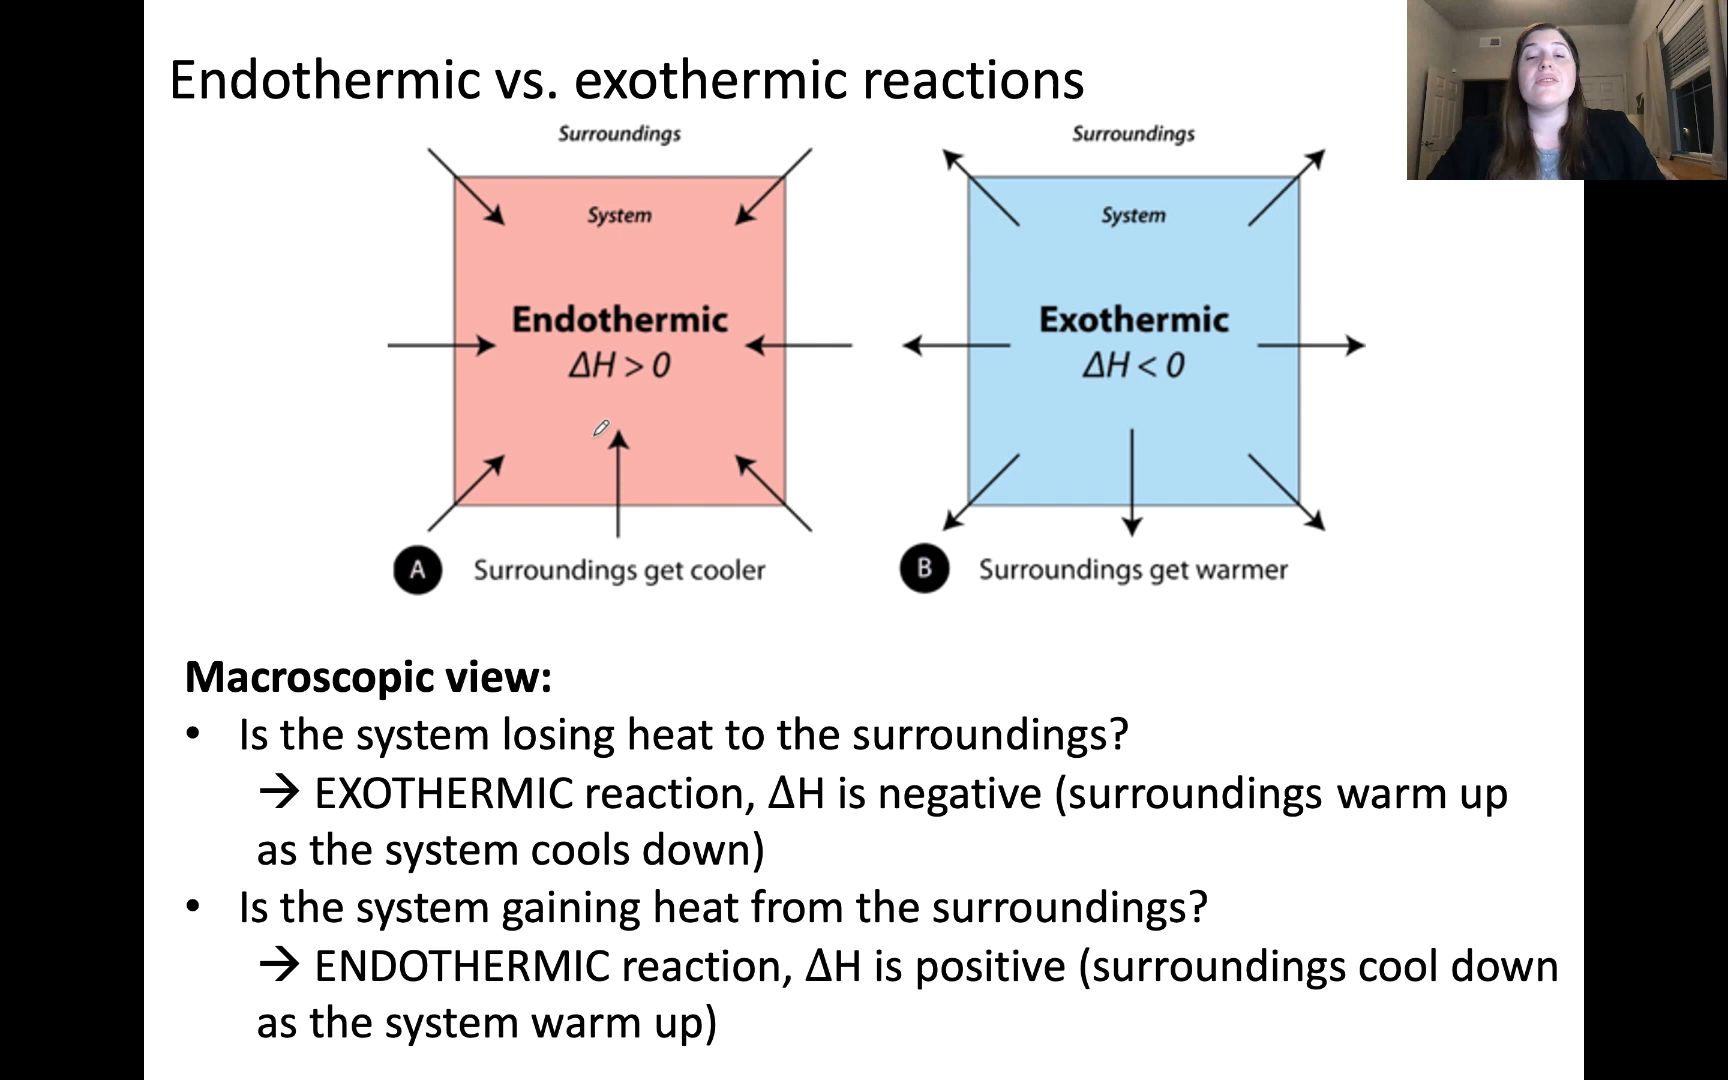 Endothermic vs. exothermic reactions
Surroundings
System
Endothermic
ΔH > 0
A Surroundings get cooler
Surroundings
System
Exothermic
ΔH < 0
B Surroundings get warmer
Macroscopic view:
• Is the system losing heat to the surroundings?
→ EXOTHERMIC reaction, ΔH is negative (surroundings warm up
as the system cools down)
• Is the system gaining heat from the surroundings?
→ ENDOTHERMIC reaction, ΔH is positive (surroundings cool down
as the system warm up)